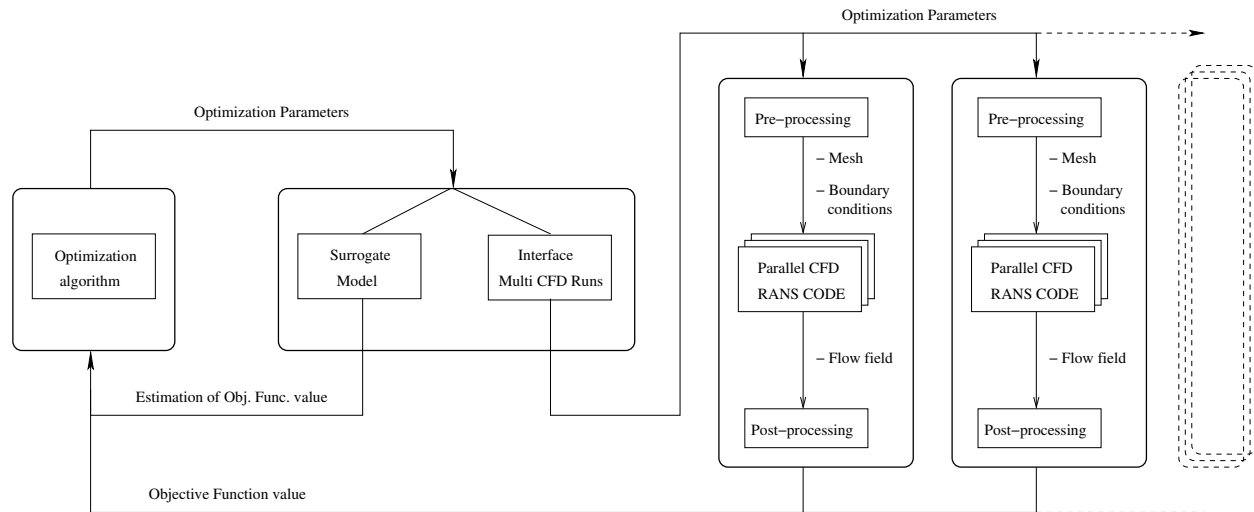 Optimization Parameters
Optimization Parameters
Optimization
algorithm
Surrogate
Model
Interface
Multi CFD Runs
Estimation of Obj. Func. value
Objective Function value
Pre−processing
− Mesh
− Boundary
conditions
Parallel CFD
RANS CODE
− Flow field
Post−processing
Pre−processing
− Mesh
− Boundary
conditions
Parallel CFD
RANS CODE
− Flow field
Post−processing